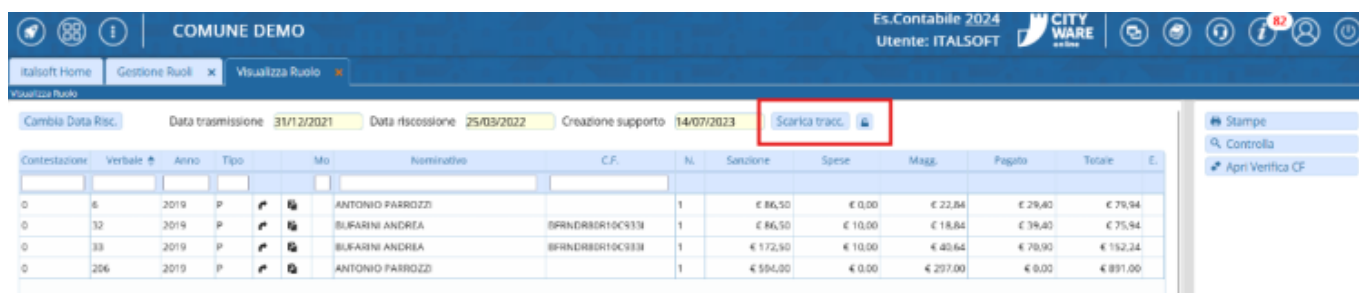 COMUNE DEMO
Es.Contabile 2024
Utente: ITALSOFT
CITY WARE online
82
italsoft Home Gestione Ruoli × Visualizza Ruolo ×
Visualizza Ruolo
Cambia Data Risc. Data trasmissione 31/12/2021 Data riscossione 25/03/2022 Creazione supporto 14/07/2023 Scarica tracc.
Stampe
Controlla
Apri Verifica CF
Contestazione Verbale Anno Tipo Mo Nominativo C.F. N. Sanzione Spese Magg. Pagato Totale E.
0 6 2019 P ANTONIO PARROZZI 1 € 86,50 € 0,00 € 22,84 € 29,40 € 79,94
0 32 2019 P BUFARINI ANDREA BFRNDR80R10C933I 1 € 86,50 € 10,00 € 18,84 € 39,40 € 75,94
0 33 2019 P BUFARINI ANDREA BFRNDR80R10C933I 1 € 172,50 € 10,00 € 40,64 € 70,90 € 152,24
0 206 2019 P ANTONIO PARROZZI 1 € 594,00 € 0,00 € 297,00 € 0,00 € 891,00